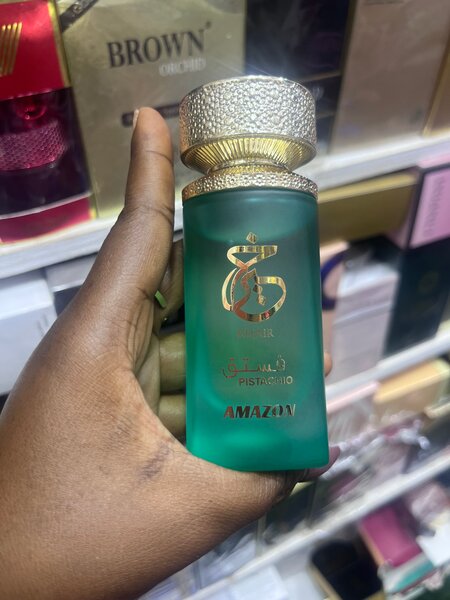 BROWN
ORCHID
فستق
PISTACHIO
AMAZON